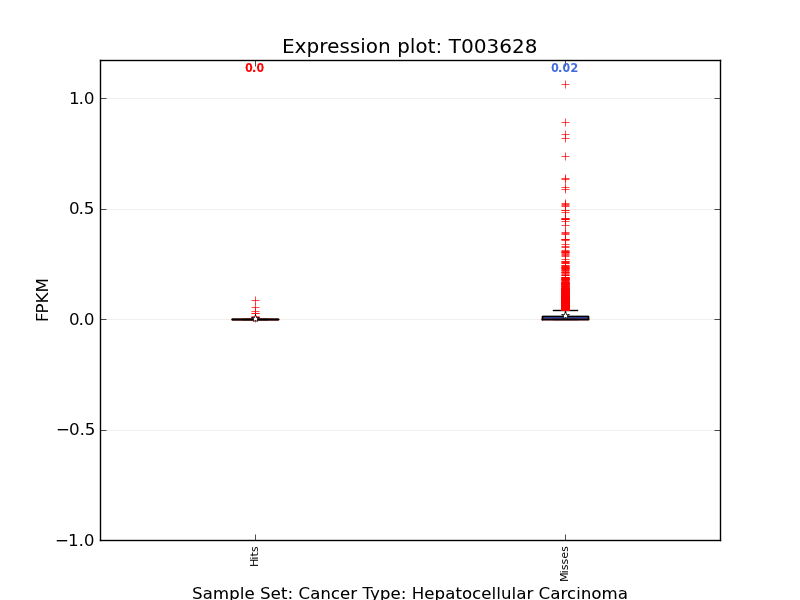 Expression plot: T003628
0.0
0.02
1.0
0.5
0.0
−0.5
−1.0
FPKM
Hits
Misses
Sample Set: Cancer Type: Hepatocellular Carcinoma